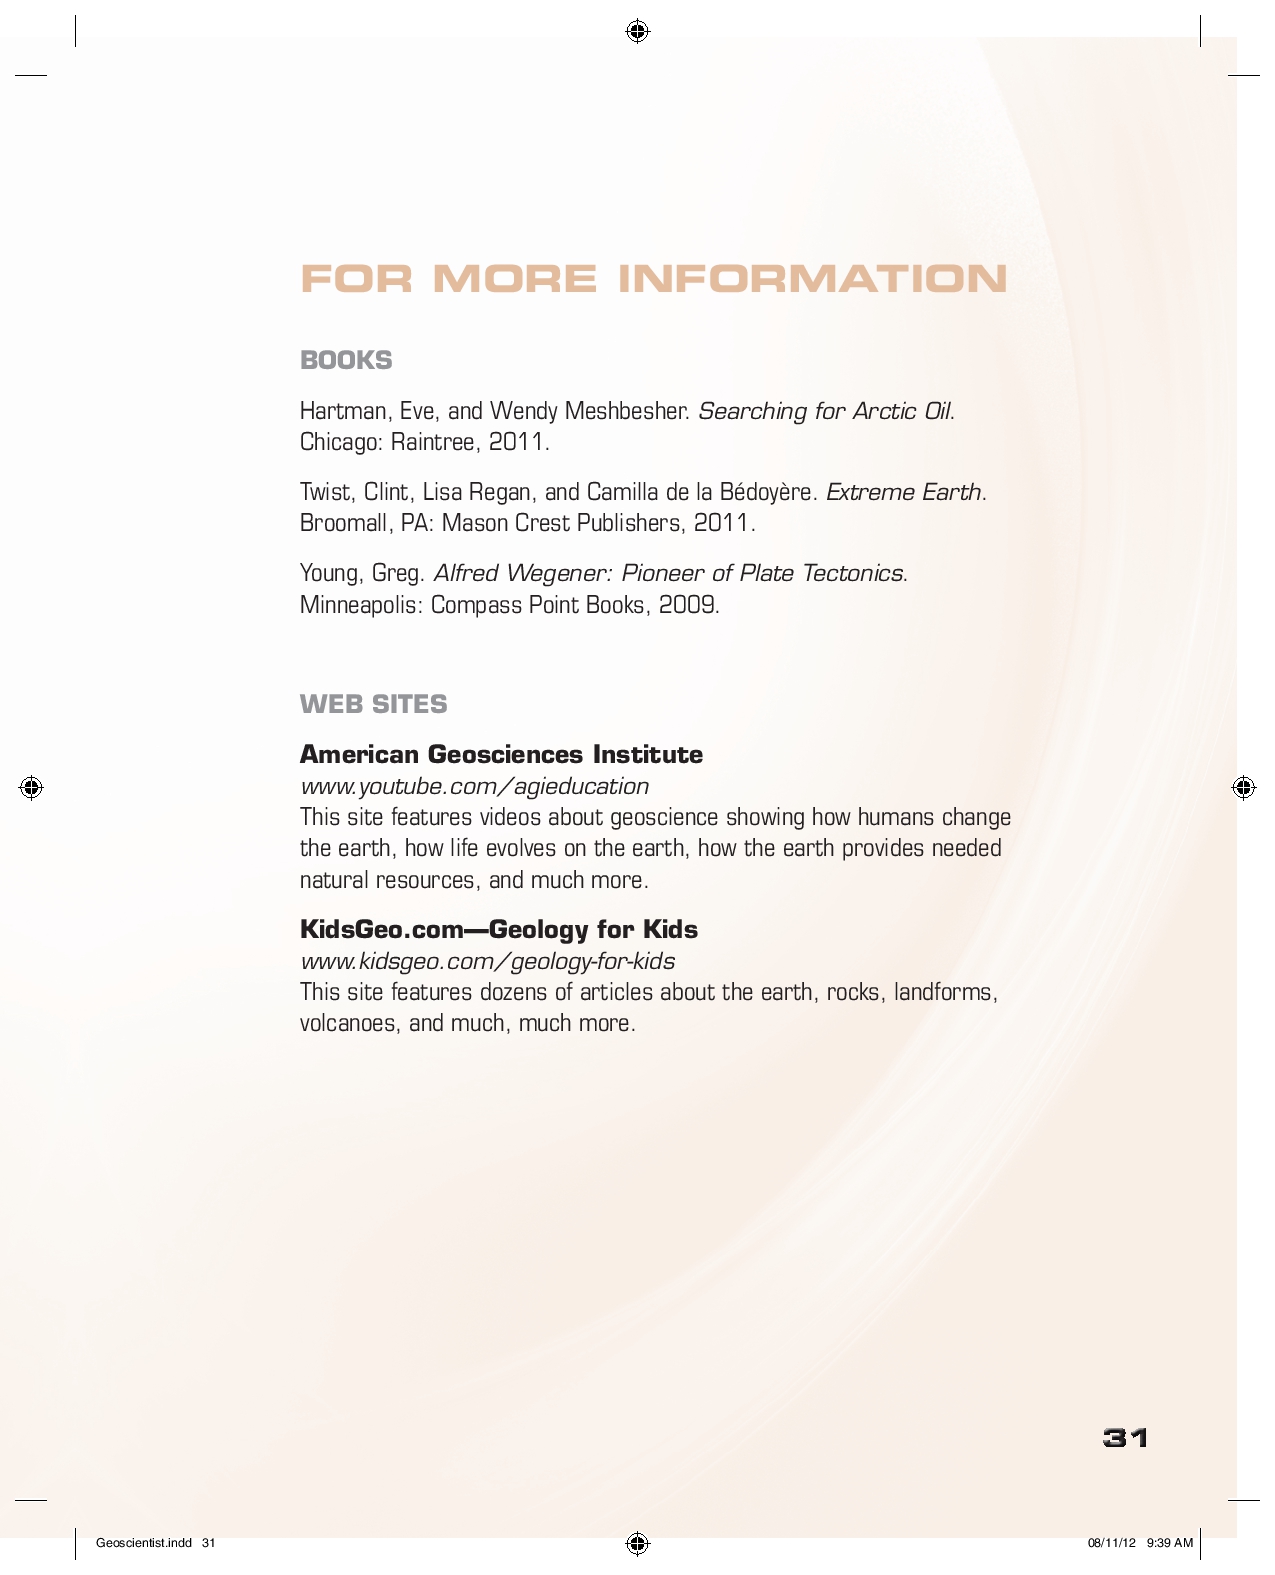 FOR MORE INFORMATION
BOOKS
Hartman, Eve, and Wendy Meshbesher. Searching for Arctic Oil.
Chicago: Raintree, 2011.
Twist, Clint, Lisa Regan, and Camilla de la Bédoyère. Extreme Earth.
Broomall, PA: Mason Crest Publishers, 2011.
Young, Greg. Alfred Wegener: Pioneer of Plate Tectonics.
Minneapolis: Compass Point Books, 2009.
WEB SITES
American Geosciences Institute
www.youtube.com/agieducation
This site features videos about geoscience showing how humans change
the earth, how life evolves on the earth, how the earth provides needed
natural resources, and much more.
KidsGeo.com—Geology for Kids
www.kidsgeo.com/geology-for-kids
This site features dozens of articles about the earth, rocks, landforms,
volcanoes, and much, much more.
31
Geoscientist.indd 31
08/11/12 9:39 AM